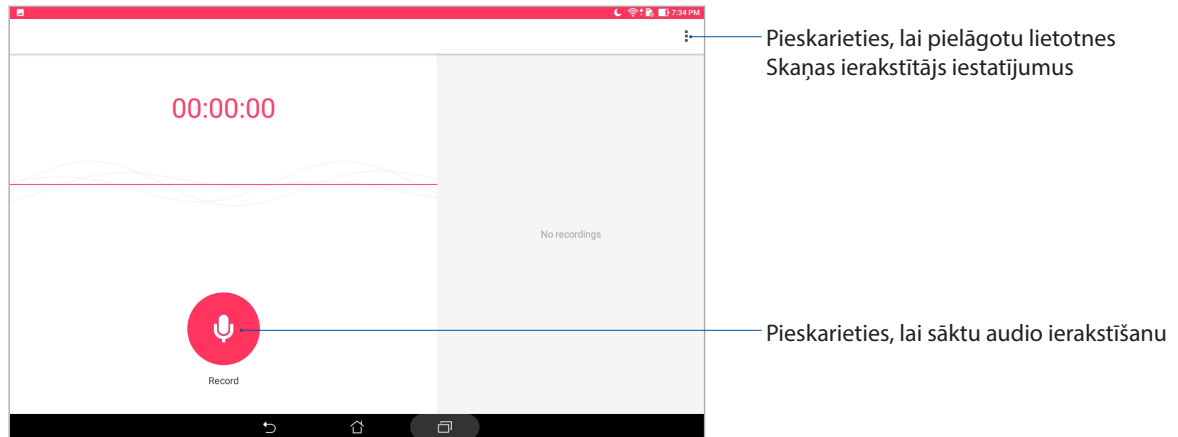 7:34 PM
Pieskarieties, lai pielāgotu lietotnes
Skaņas ierakstītājs iestatījumus
00:00:00
No recordings
Pieskarieties, lai sāktu audio ierakstīšanu
Record